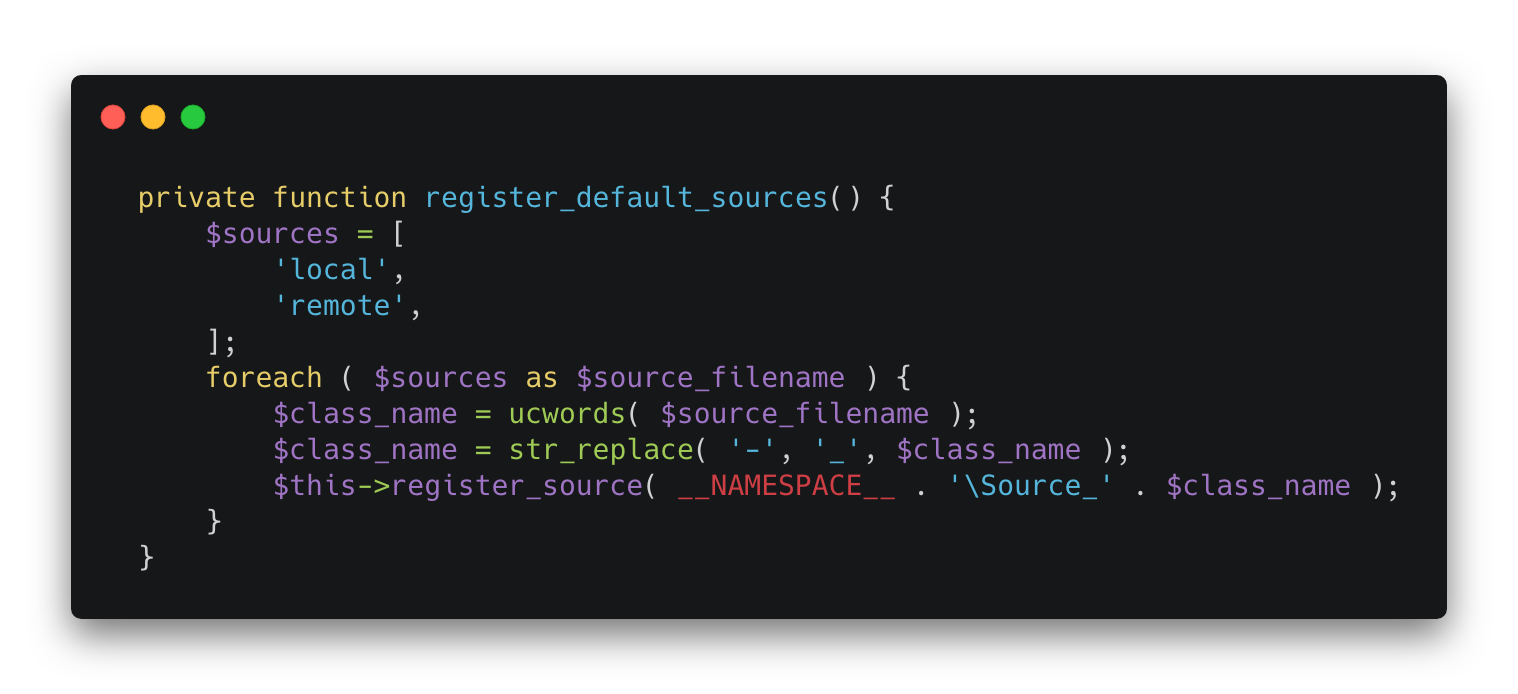 private function register_default_sources() {
    $sources = [
        'local',
        'remote',
    ];
    foreach ( $sources as $source_filename ) {
        $class_name = ucwords( $source_filename );
        $class_name = str_replace( '-', '_', $class_name );
        $this->register_source( __NAMESPACE__ . '\Source_' . $class_name );
    }
}